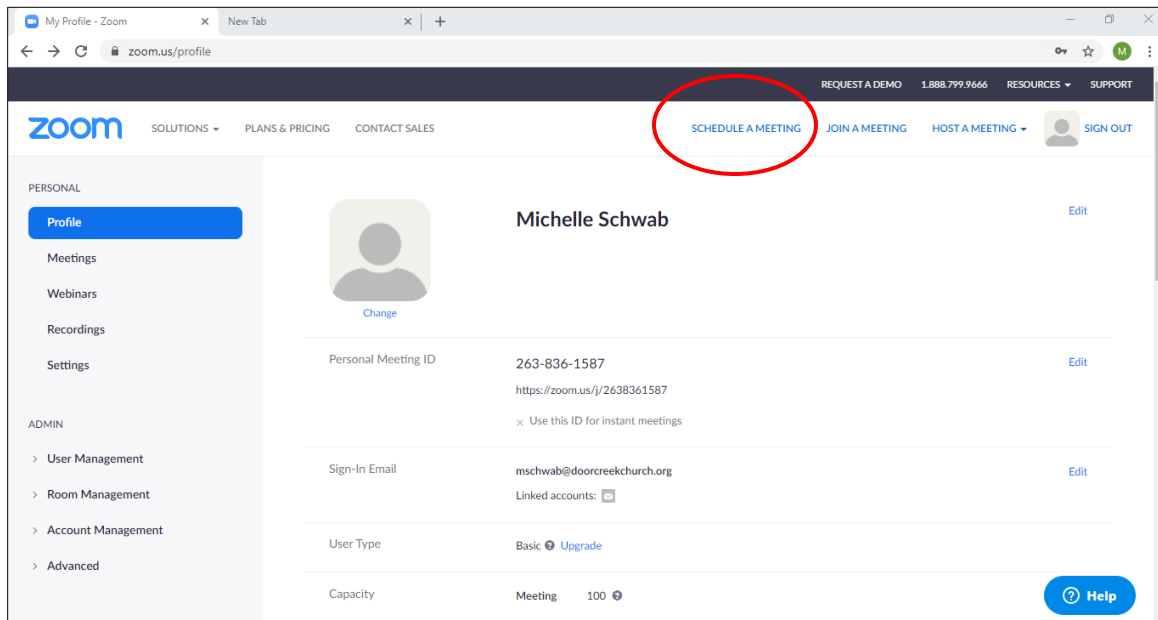 My Profile - Zoom
New Tab
zoom.us/profile
M
REQUEST A DEMO 1.888.799.9666 RESOURCES SUPPORT
zoom SOLUTIONS PLANS & PRICING CONTACT SALES SCHEDULE A MEETING JOIN A MEETING HOST A MEETING SIGN OUT
PERSONAL
Profile
Meetings
Webinars
Recordings
Settings
ADMIN
User Management
Room Management
Account Management
Advanced
Michelle Schwab
Edit
Change
Personal Meeting ID
263-836-1587
Edit
https://zoom.us/j/2638361587
× Use this ID for instant meetings
Sign-In Email
mschwab@doorcreekchurch.org
Edit
Linked accounts:
User Type
Basic Upgrade
Capacity
Meeting 100
Help